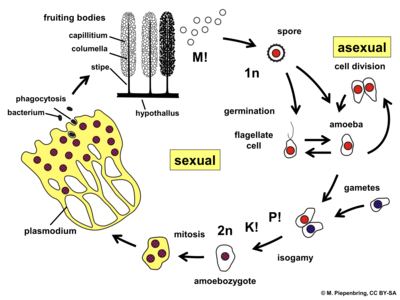 fruiting bodies
capillitium
columella
stipe
hypothallus
M!
spore
1n
asexual
cell division
amoeba
germination
flagellate
cell
phagocytosis
bacterium
sexual
gametes
P!
K!
2n
isogamy
mitosis
amoebozygote
plasmodium
© M. Piepenbring, CC BY-SA